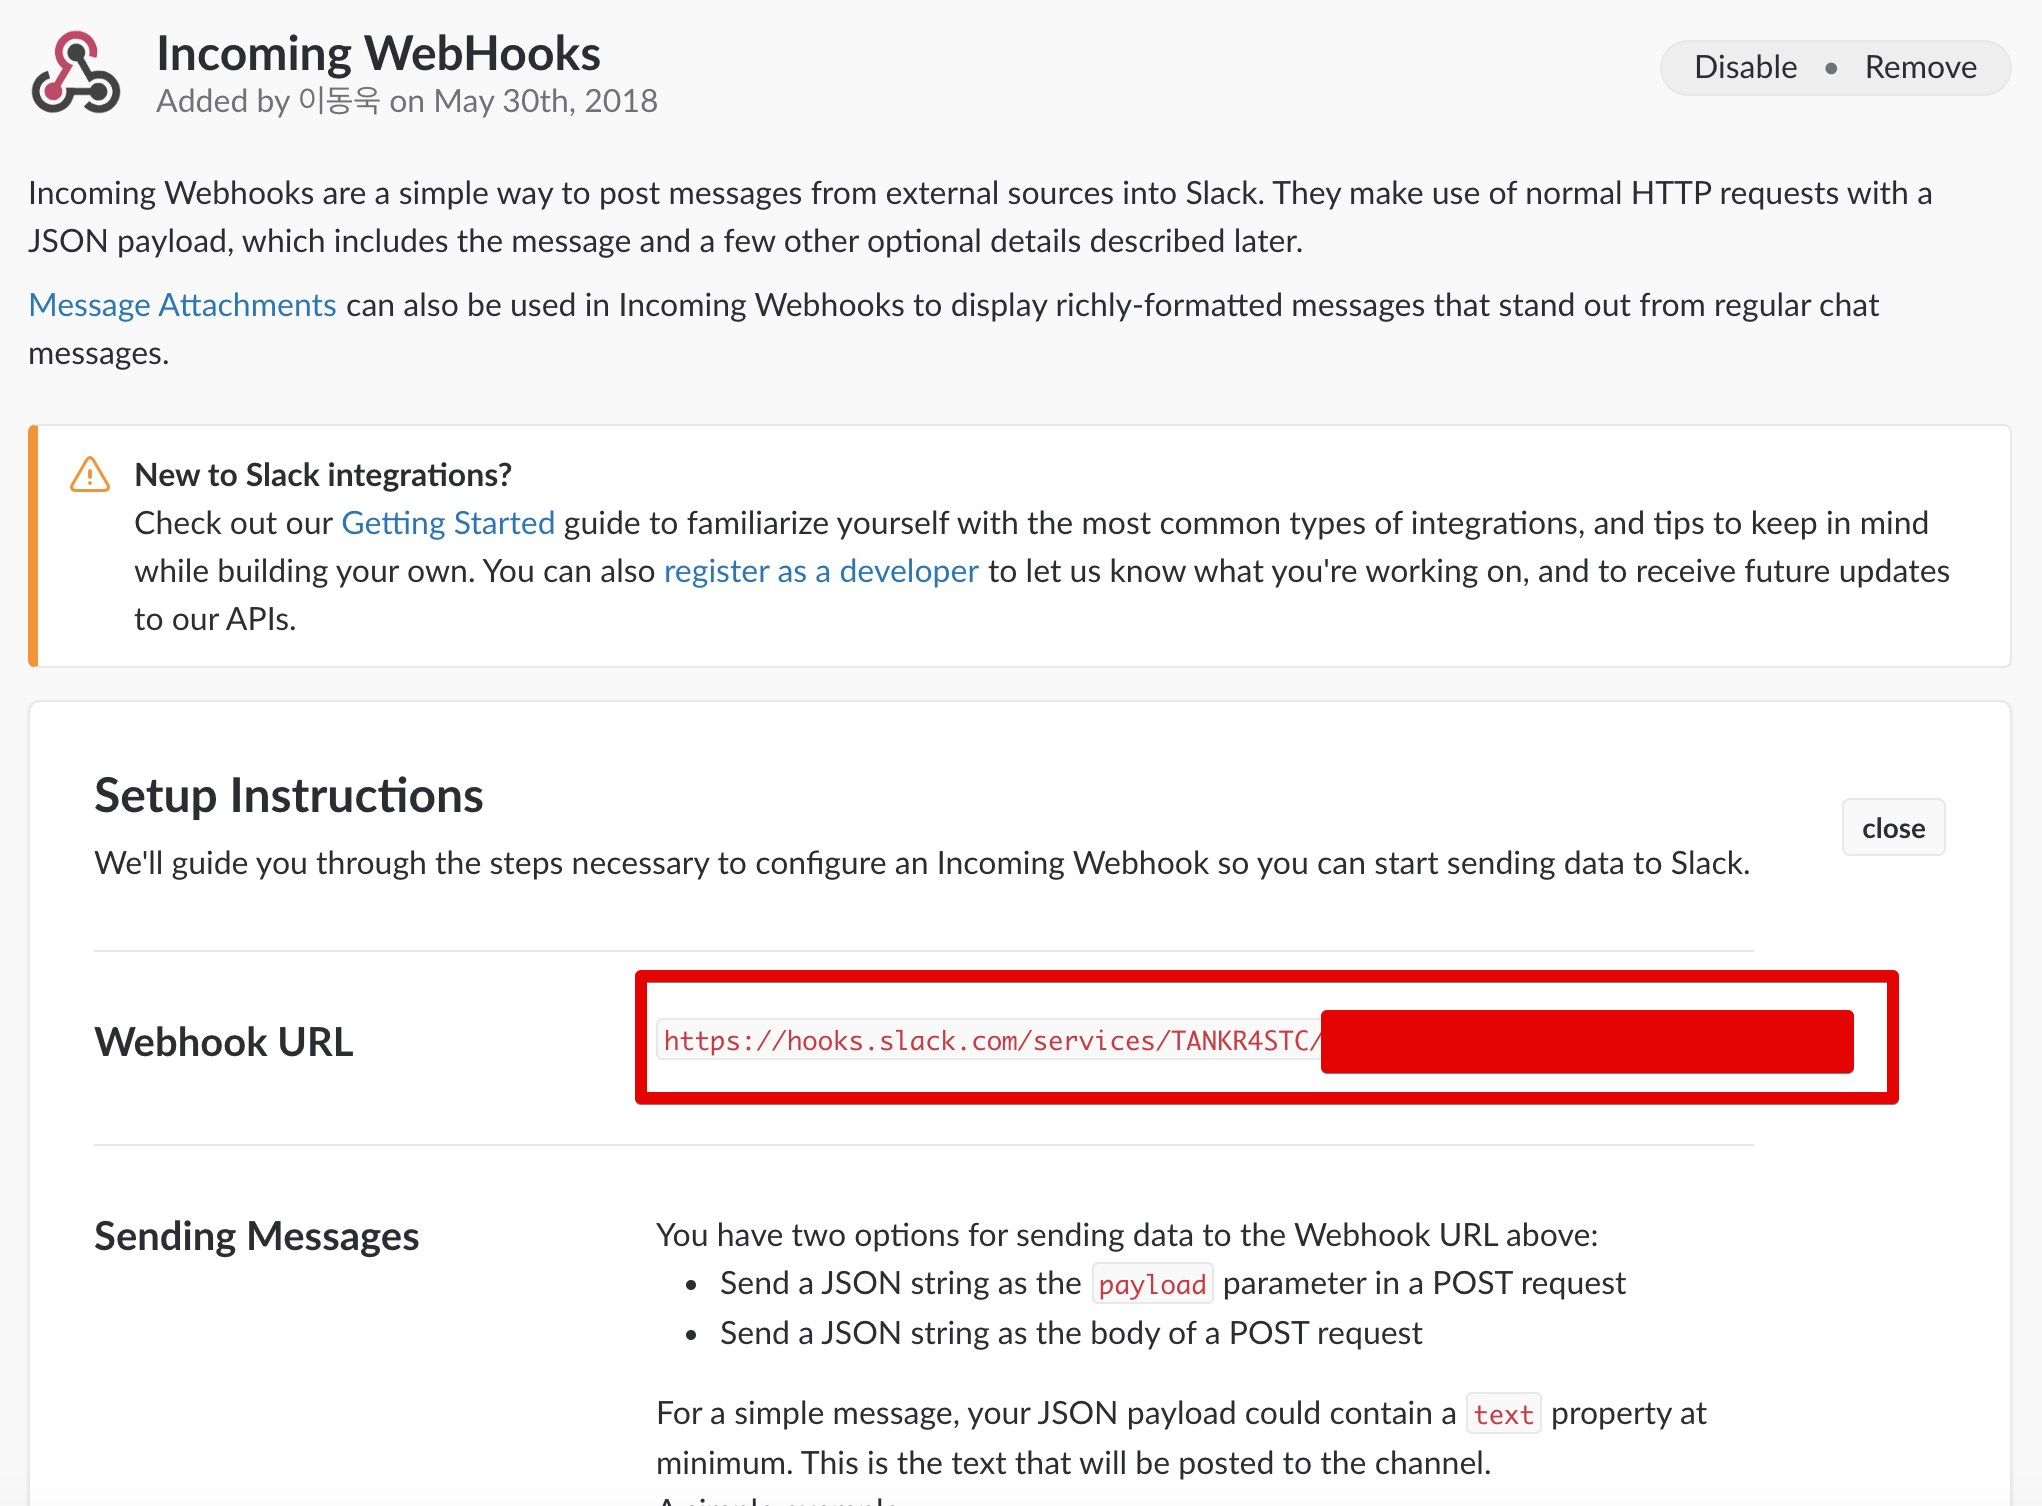 Incoming WebHooks
Added by 이동욱 on May 30th, 2018
Disable • Remove
Incoming Webhooks are a simple way to post messages from external sources into Slack. They make use of normal HTTP requests with a
JSON payload, which includes the message and a few other optional details described later.
Message Attachments can also be used in Incoming Webhooks to display richly-formatted messages that stand out from regular chat
messages.
New to Slack integrations?
Check out our Getting Started guide to familiarize yourself with the most common types of integrations, and tips to keep in mind
while building your own. You can also register as a developer to let us know what you're working on, and to receive future updates
to our APIs.
Setup Instructions
We'll guide you through the steps necessary to configure an Incoming Webhook so you can start sending data to Slack.
close
Webhook URL
https://hooks.slack.com/services/TANKR4STC/
Sending Messages
You have two options for sending data to the Webhook URL above:
• Send a JSON string as the payload parameter in a POST request
• Send a JSON string as the body of a POST request
For a simple message, your JSON payload could contain a text property at
minimum. This is the text that will be posted to the channel.